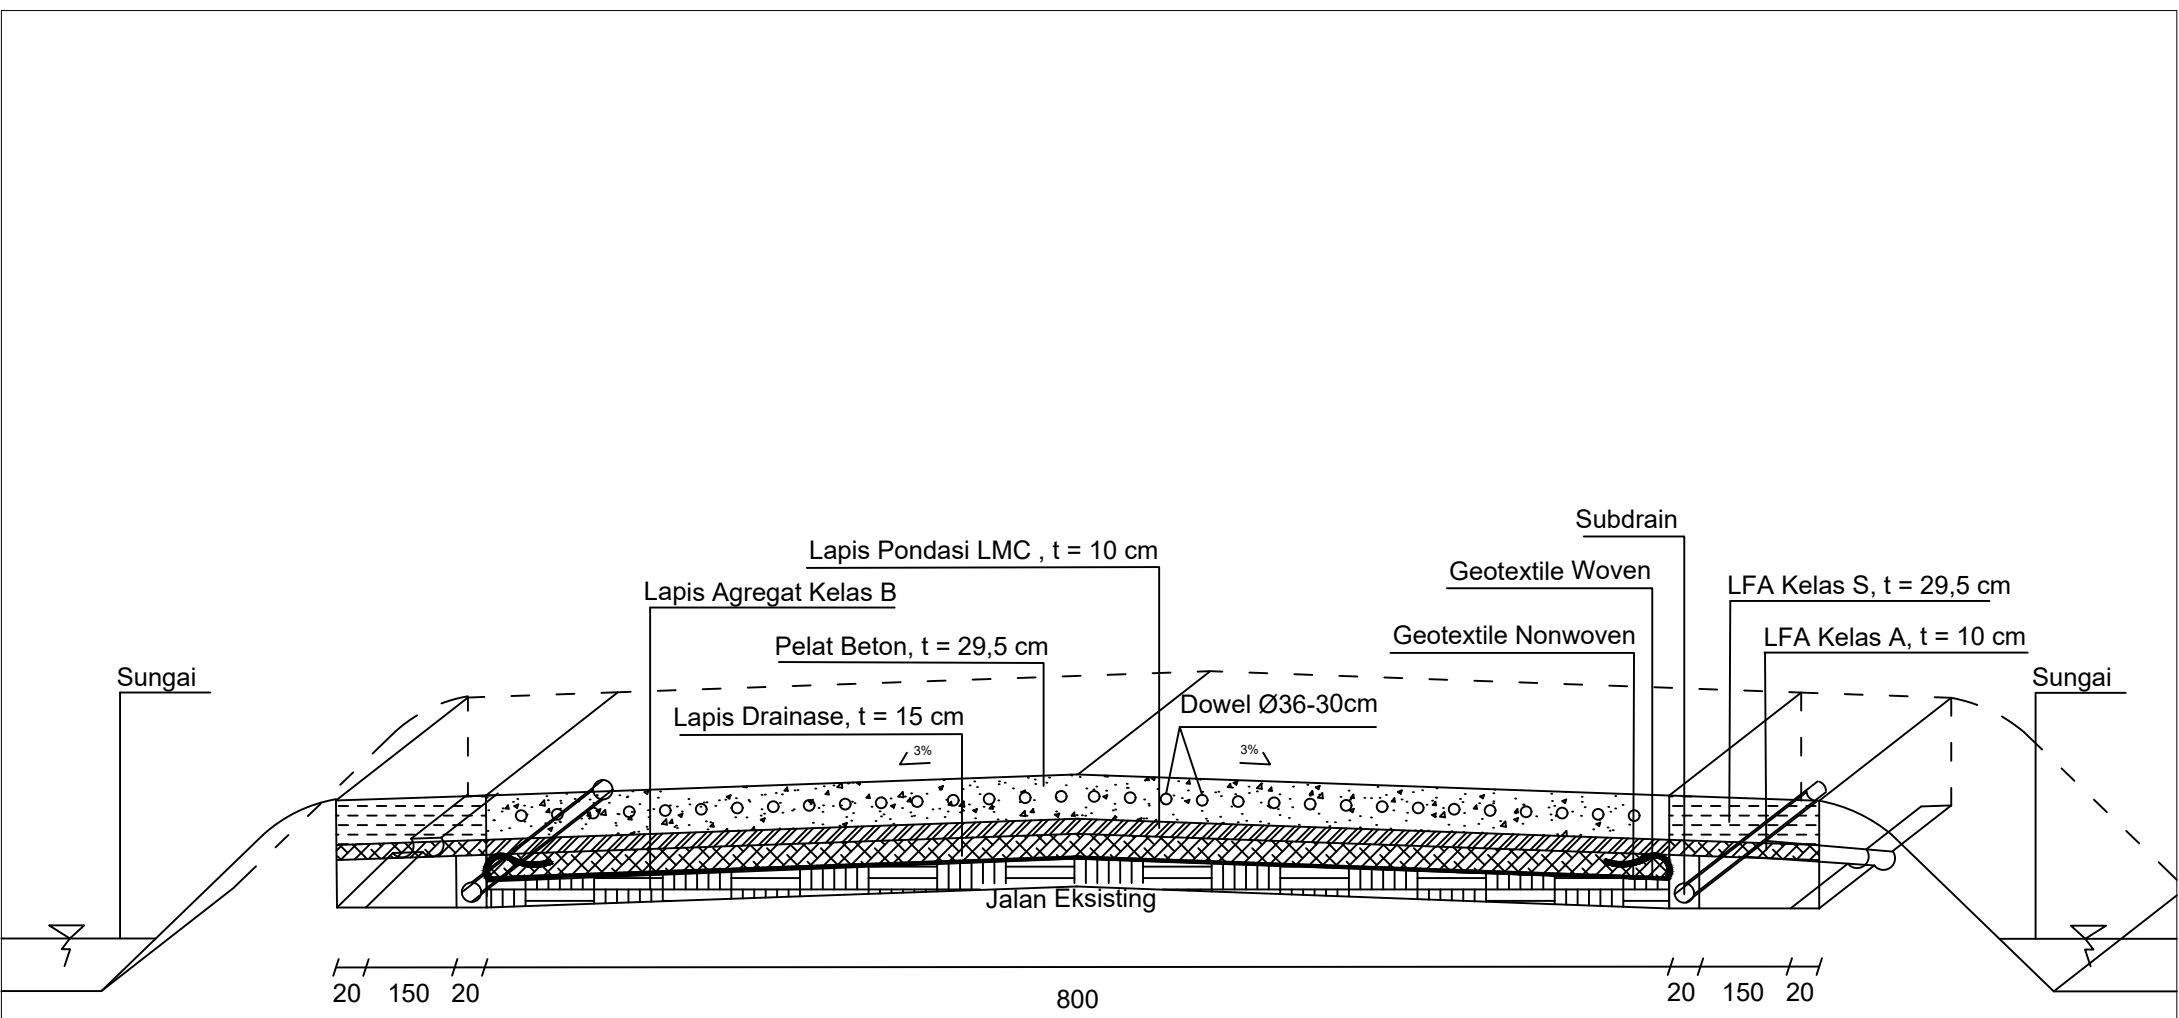 Subdrain
Lapis Pondasi LMC , t = 10 cm
Geotextile Woven
Lapis Agregat Kelas B
LFA Kelas S, t = 29,5 cm
Geotextile Nonwoven
LFA Kelas A, t = 10 cm
Pelat Beton, t = 29,5 cm
Sungai
Sungai
Dowel Ø36-30cm
Lapis Drainase, t = 15 cm
3%
3%
Jalan Eksisting
20 150 20 800 20 150 20